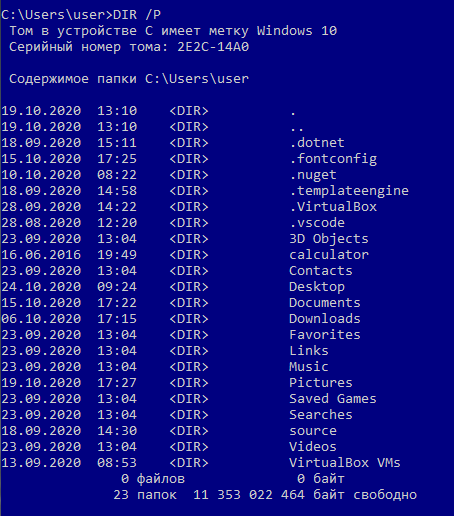 C:\Users\user>DIR /P
Том в устройстве C имеет метку Windows 10
Серийный номер тома: 2E2C-14A0
Содержимое папки C:\Users\user
19.10.2020  13:10    <DIR>          .
19.10.2020  13:10    <DIR>          ..
18.09.2020  15:11    <DIR>          .dotnet
15.10.2020  17:25    <DIR>          .fontconfig
10.10.2020  08:22    <DIR>          .nuget
18.09.2020  14:58    <DIR>          .templateengine
28.09.2020  14:22    <DIR>          .VirtualBox
28.08.2020  12:20    <DIR>          .vscode
23.09.2020  13:04    <DIR>          3D Objects
16.06.2016  19:49    <DIR>          calculator
23.09.2020  13:04    <DIR>          Contacts
24.10.2020  09:24    <DIR>          Desktop
15.10.2020  17:22    <DIR>          Documents
06.10.2020  17:15    <DIR>          Downloads
23.09.2020  13:04    <DIR>          Favorites
23.09.2020  13:04    <DIR>          Links
23.09.2020  13:04    <DIR>          Music
19.10.2020  17:27    <DIR>          Pictures
23.09.2020  13:04    <DIR>          Saved Games
23.09.2020  13:04    <DIR>          Searches
18.09.2020  14:30    <DIR>          source
23.09.2020  13:04    <DIR>          Videos
13.09.2020  08:53    <DIR>          VirtualBox VMs
0 файлов              0 байт
23 папок  11 353 022 464 байт свободно